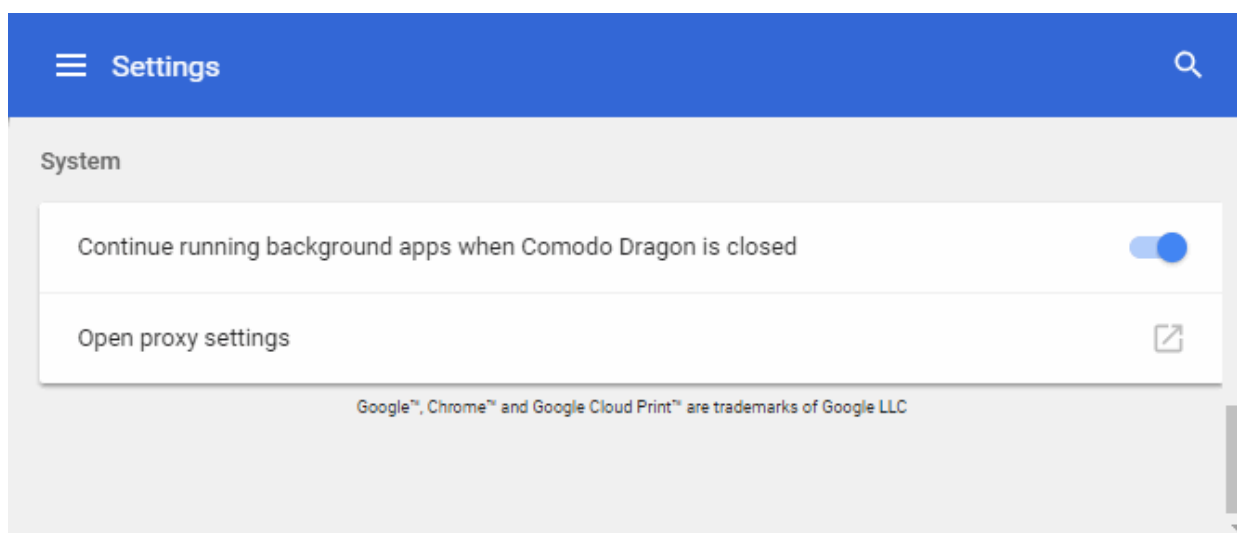 Settings
System
Continue running background apps when Comodo Dragon is closed
Open proxy settings
Google™, Chrome™ and Google Cloud Print™ are trademarks of Google LLC